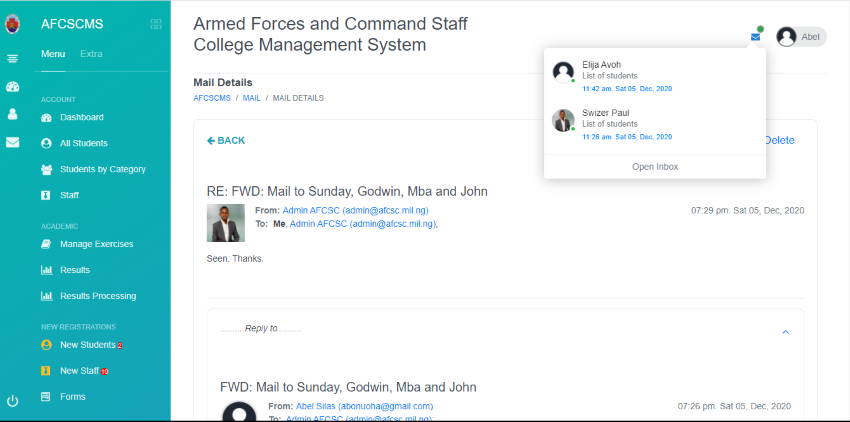 AFCSCMS
Menu Extra
ACCOUNT
Dashboard
All Students
Students by Category
Staff
ACADEMIC
Manage Exercises
Results
Results Processing
NEW REGISTRATIONS
New Students 2
New Staff 10
Forms
Armed Forces and Command Staff
College Management System
Abel
Mail Details
AFCSCMS / MAIL / MAIL DETAILS
Elija Avoh
List of students
11:42 am. Sat 05, Dec, 2020
Swizer Paul
List of students
11:26 am. Sat 05, Dec, 2020
Open Inbox
BACK
Delete
RE: FWD: Mail to Sunday, Godwin, Mba and John
From: Admin AFCSC (admin@afcsc.mil.ng)
07:29 pm. Sat 05, Dec, 2020
To: Me, Admin AFCSC (admin@afcsc.mil.ng),
Seen. Thanks.
..........Reply to..........
FWD: Mail to Sunday, Godwin, Mba and John
From: Abel Silas (abonuoha@gmail.com)
07:26 pm. Sat 05, Dec, 2020
To: Admin AFCSC (admin@afcsc.mil.ng);